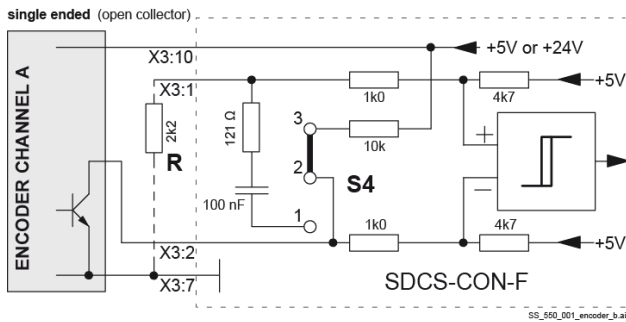 single ended (open collector)
ENCODER CHANNEL A
X3:10
+5V or +24V
X3:1
1k0
4k7
+5V
2k2
R
121 Ω
3
10k
2
S4
+
−
100 nF
1
1k0
4k7
X3:2
+5V
X3:7
SDCS-CON-F
SS_550_001_encoder_b.ai